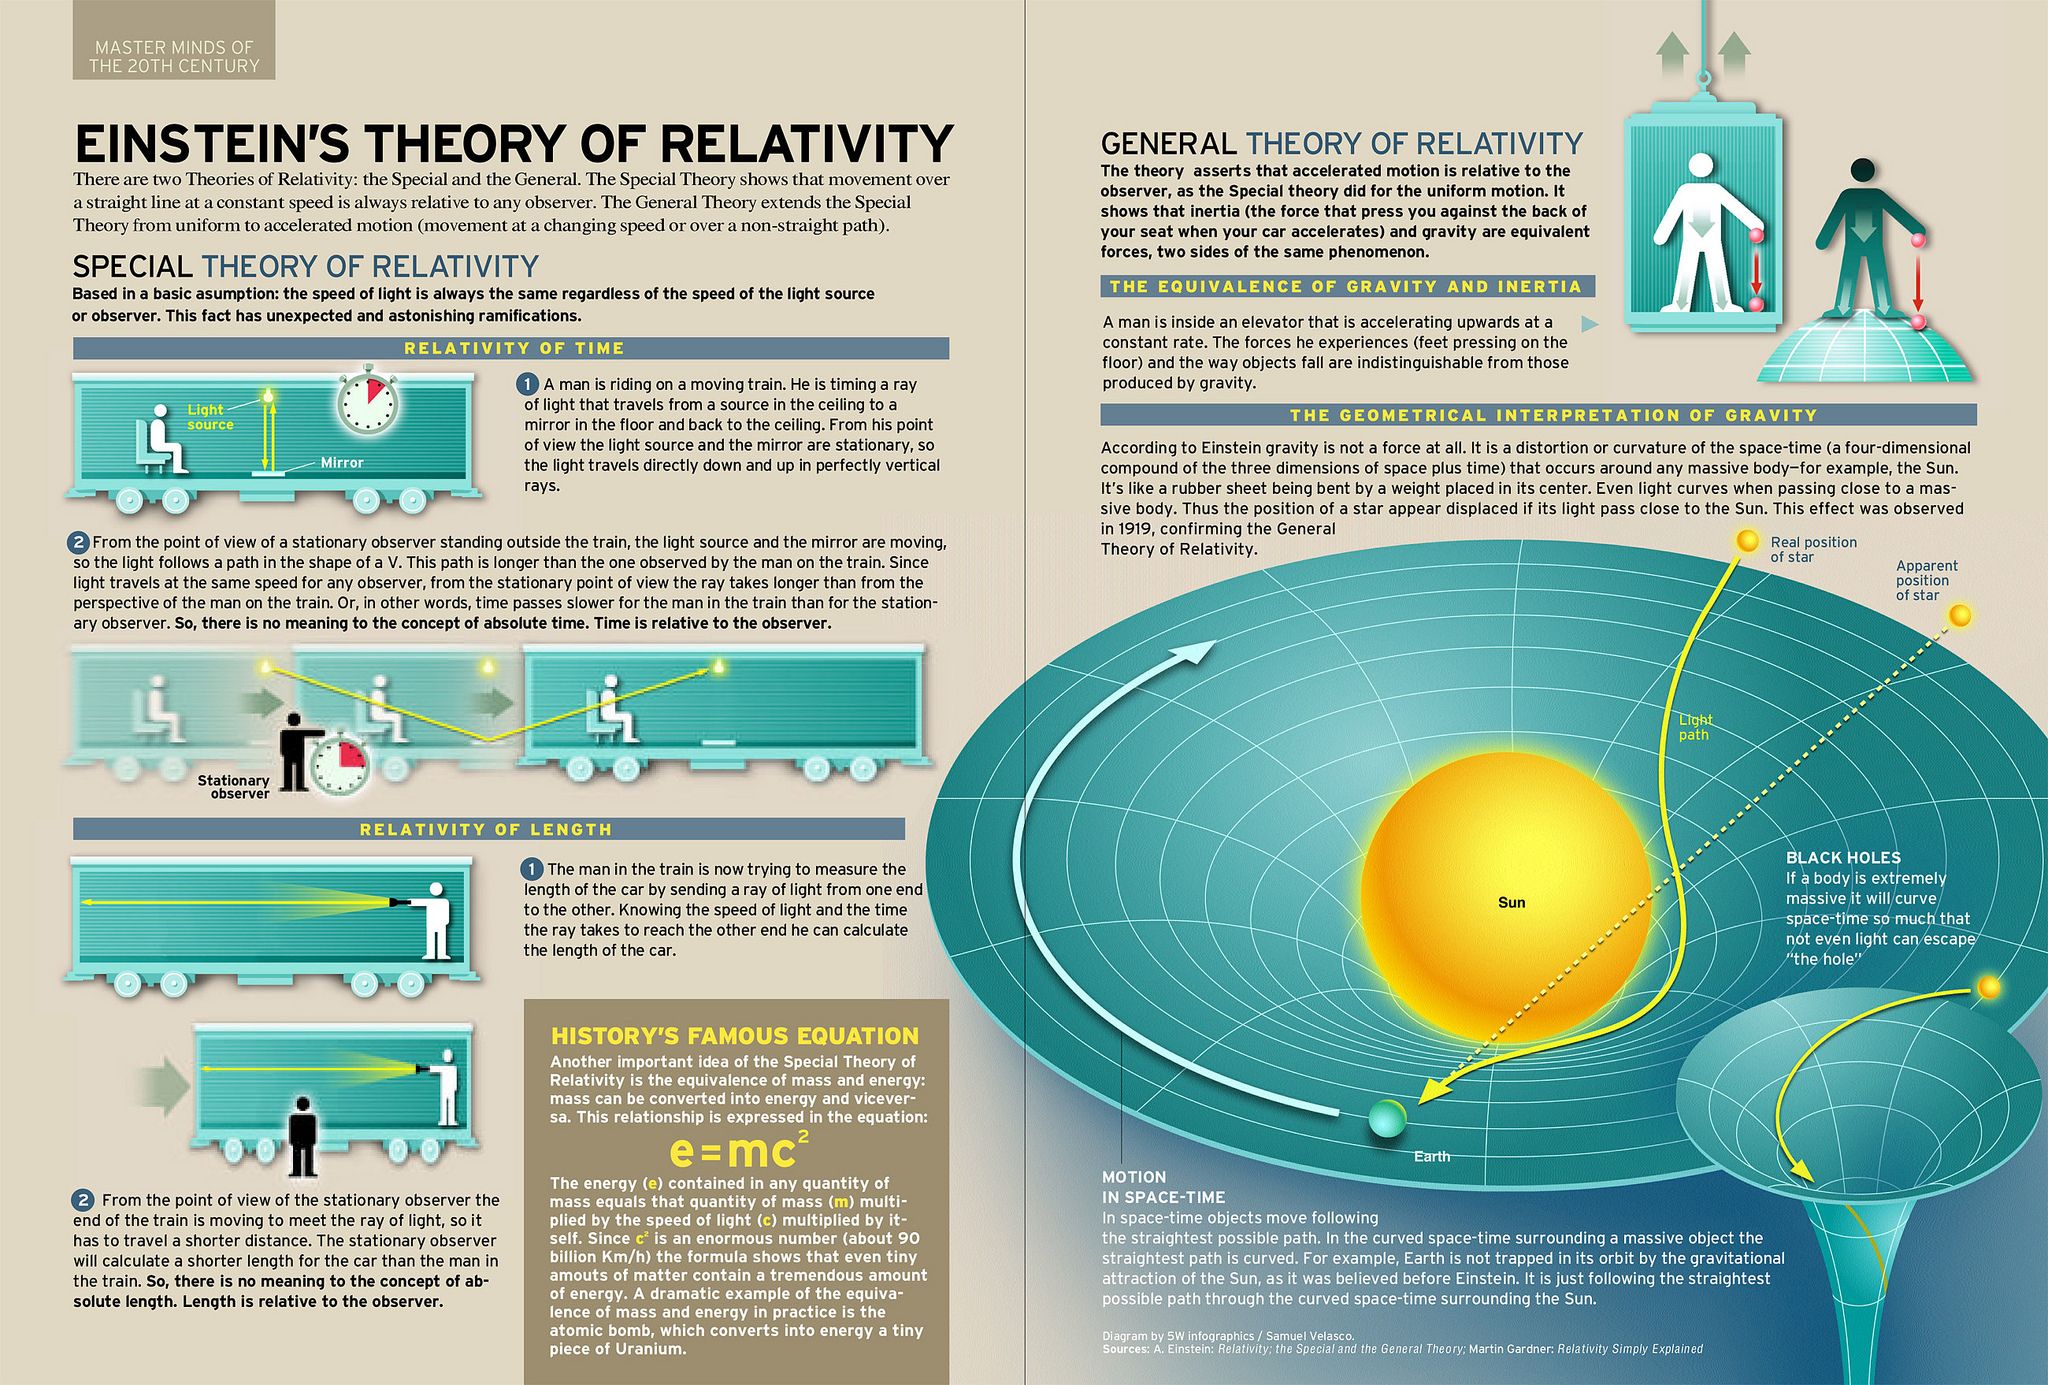 MASTER MINDS OF
THE 20TH CENTURY
EINSTEIN'S THEORY OF RELATIVITY
There are two Theories of Relativity: the Special and the General. The Special Theory shows that movement over
a straight line at a constant speed is always relative to any observer. The General Theory extends the Special
Theory from uniform to accelerated motion (movement at a changing speed or over a non-straight path).
SPECIAL THEORY OF RELATIVITY
Based in a basic asumption: the speed of light is always the same regardless of the speed of the light source
or observer. This fact has unexpected and astonishing ramifications.
RELATIVITY OF TIME
Light
source
Mirror
1 A man is riding on a moving train. He is timing a ray
of light that travels from a source in the ceiling to a
mirror in the floor and back to the ceiling. From his point
of view the light source and the mirror are stationary, so
the light travels directly down and up in perfectly vertical
rays.
2 From the point of view of a stationary observer standing outside the train, the light source and the mirror are moving,
so the light follows a path in the shape of a V. This path is longer than the one observed by the man on the train. Since
light travels at the same speed for any observer, from the stationary point of view the ray takes longer than from the
perspective of the man on the train. Or, in other words, time passes slower for the man in the train than for the station-
ary observer. So, there is no meaning to the concept of absolute time. Time is relative to the observer.
Stationary
observer
RELATIVITY OF LENGTH
1 The man in the train is now trying to measure the
length of the car by sending a ray of light from one end
to the other. Knowing the speed of light and the time
the ray takes to reach the other end he can calculate
the length of the car.
2 From the point of view of the stationary observer the
end of the train is moving to meet the ray of light, so it
has to travel a shorter distance. The stationary observer
will calculate a shorter length for the car than the man in
the train. So, there is no meaning to the concept of ab-
solute length. Length is relative to the observer.
HISTORY'S FAMOUS EQUATION
Another important idea of the Special Theory of
Relativity is the equivalence of mass and energy:
mass can be converted into energy and vicever-
sa. This relationship is expressed in the equation:
e=mc²
The energy (e) contained in any quantity of
mass equals that quantity of mass (m) multi-
plied by the speed of light (c) multiplied by it-
self. Since c² is an enormous number (about 90
billion Km/h) the formula shows that even tiny
amouts of matter contain a tremendous amount
of energy. A dramatic example of the equiva-
lence of mass and energy in practice is the
atomic bomb, which converts into energy a tiny
piece of Uranium.
GENERAL THEORY OF RELATIVITY
The theory asserts that accelerated motion is relative to the
observer, as the Special theory did for the uniform motion. It
shows that inertia (the force that press you against the back of
your seat when your car accelerates) and gravity are equivalent
forces, two sides of the same phenomenon.
THE EQUIVALENCE OF GRAVITY AND INERTIA
A man is inside an elevator that is accelerating upwards at a
constant rate. The forces he experiences (feet pressing on the
floor) and the way objects fall are indistinguishable from those
produced by gravity.
THE GEOMETRICAL INTERPRETATION OF GRAVITY
According to Einstein gravity is not a force at all. It is a distortion or curvature of the space-time (a four-dimensional
compound of the three dimensions of space plus time) that occurs around any massive body—for example, the Sun.
It's like a rubber sheet being bent by a weight placed in its center. Even light curves when passing close to a mas-
sive body. Thus the position of a star appear displaced if its light pass close to the Sun. This effect was observed
in 1919, confirming the General
Theory of Relativity.
Real position
of star
Apparent
position
of star
Light
path
Sun
Earth
BLACK HOLES
If a body is extremely
massive it will curve
space-time so much that
not even light can escape
"the hole"
MOTION
IN SPACE-TIME
In space-time objects move following
the straightest possible path. In the curved space-time surrounding a massive object the
straightest path is curved. For example, Earth is not trapped in its orbit by the gravitational
attraction of the Sun, as it was believed before Einstein. It is just following the straightest
possible path through the curved space-time surrounding the Sun.
Diagram by 5W infographics / Samuel Velasco.
Sources: A. Einstein: Relativity; the Special and the General Theory; Martin Gardner: Relativity Simply Explained